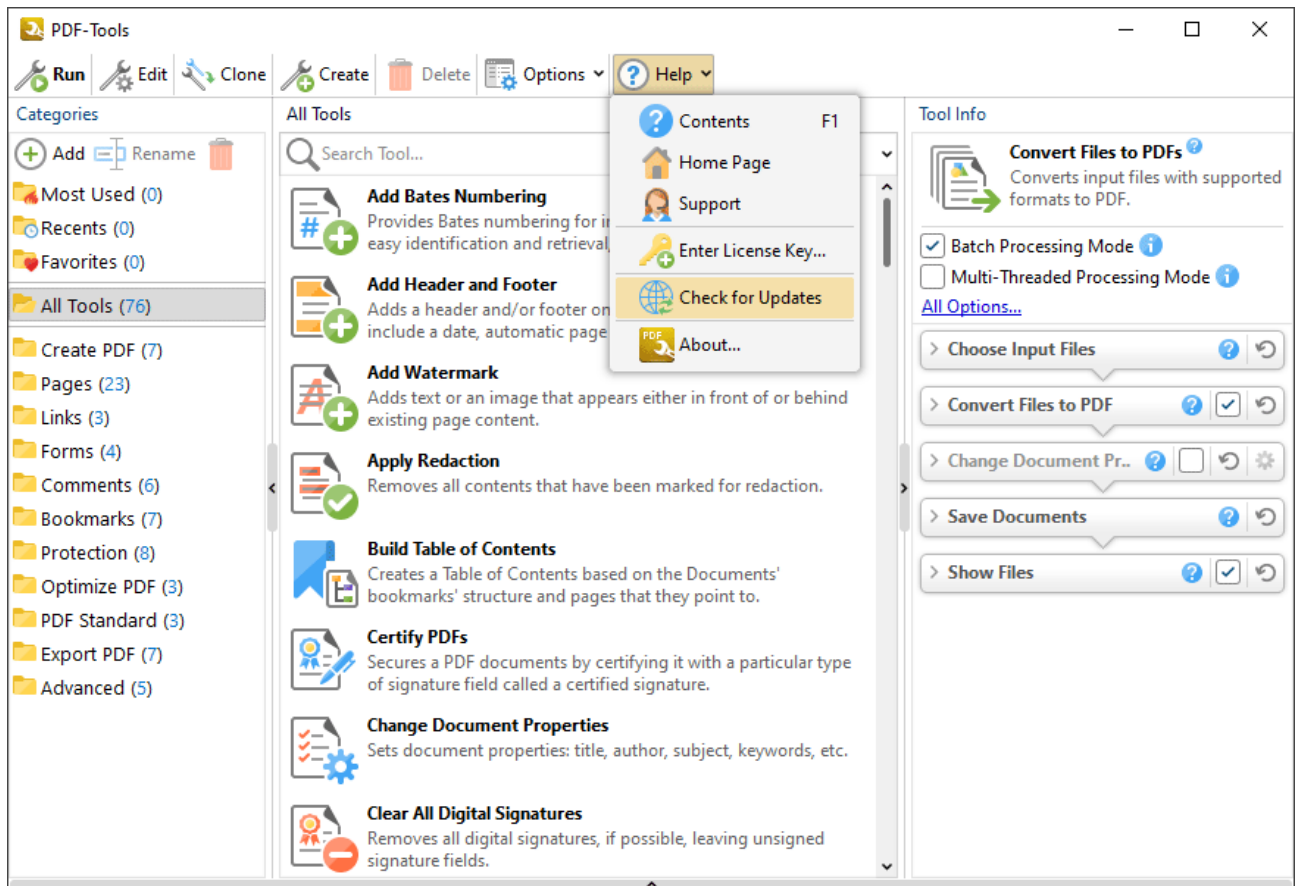 PDF-Tools
Run Edit Clone Create Delete Options Help
Categories
Add Rename
Most Used (0)
Recents (0)
Favorites (0)
All Tools (76)
Create PDF (7)
Pages (23)
Links (3)
Forms (4)
Comments (6)
Bookmarks (7)
Protection (8)
Optimize PDF (3)
PDF Standard (3)
Export PDF (7)
Advanced (5)
All Tools
Search Tool...
Add Bates Numbering
Provides Bates numbering for
easy identification and retrieval,
Add Header and Footer
Adds a header and/or footer on
include a date, automatic page
Add Watermark
Adds text or an image that appears either in front of or behind
existing page content.
Apply Redaction
Removes all contents that have been marked for redaction.
Build Table of Contents
Creates a Table of Contents based on the Documents'
bookmarks' structure and pages that they point to.
Certify PDFs
Secures a PDF documents by certifying it with a particular type
of signature field called a certified signature.
Change Document Properties
Sets document properties: title, author, subject, keywords, etc.
Clear All Digital Signatures
Removes all digital signatures, if possible, leaving unsigned
signature fields.
Contents F1
Home Page
Support
Enter License Key...
Check for Updates
PDF
About...
Tool Info
Convert Files to PDFs
Converts input files with supported
formats to PDF.
Batch Processing Mode
Multi-Threaded Processing Mode
All Options...
Choose Input Files
Convert Files to PDF
Change Document Pr..
Save Documents
Show Files